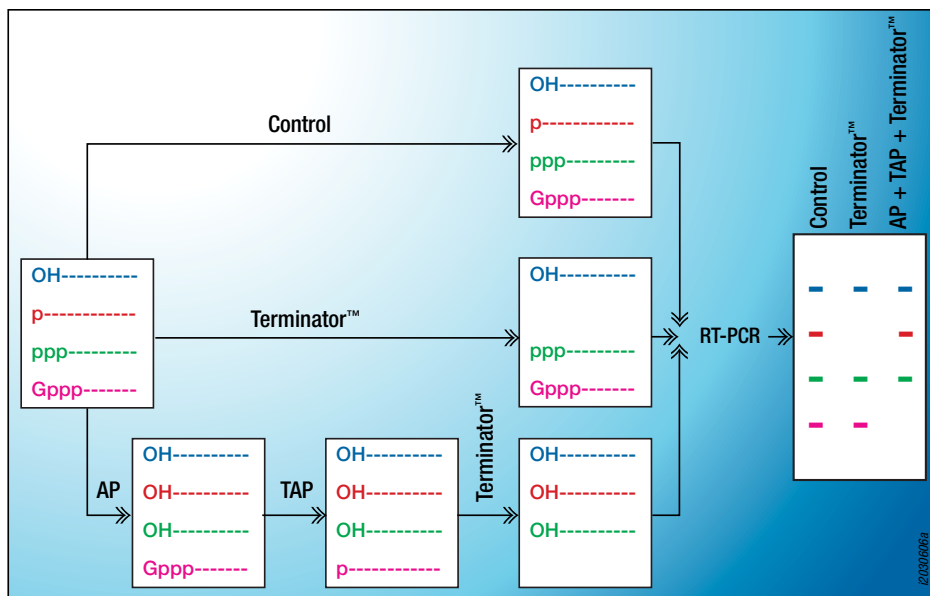 Control
OH----------
p-------------
ppp----------
Gppp-------
OH----------
p------------
ppp----------
Gppp-------
Terminator™
OH----------
ppp----------
Gppp-------
RT-PCR
Control
Terminator™
AP + TAP + Terminator™
AP
OH----------
OH----------
OH----------
Gppp-------
TAP
OH----------
OH----------
OH----------
p------------
Terminator™
OH----------
OH----------
OH----------
i2030606a